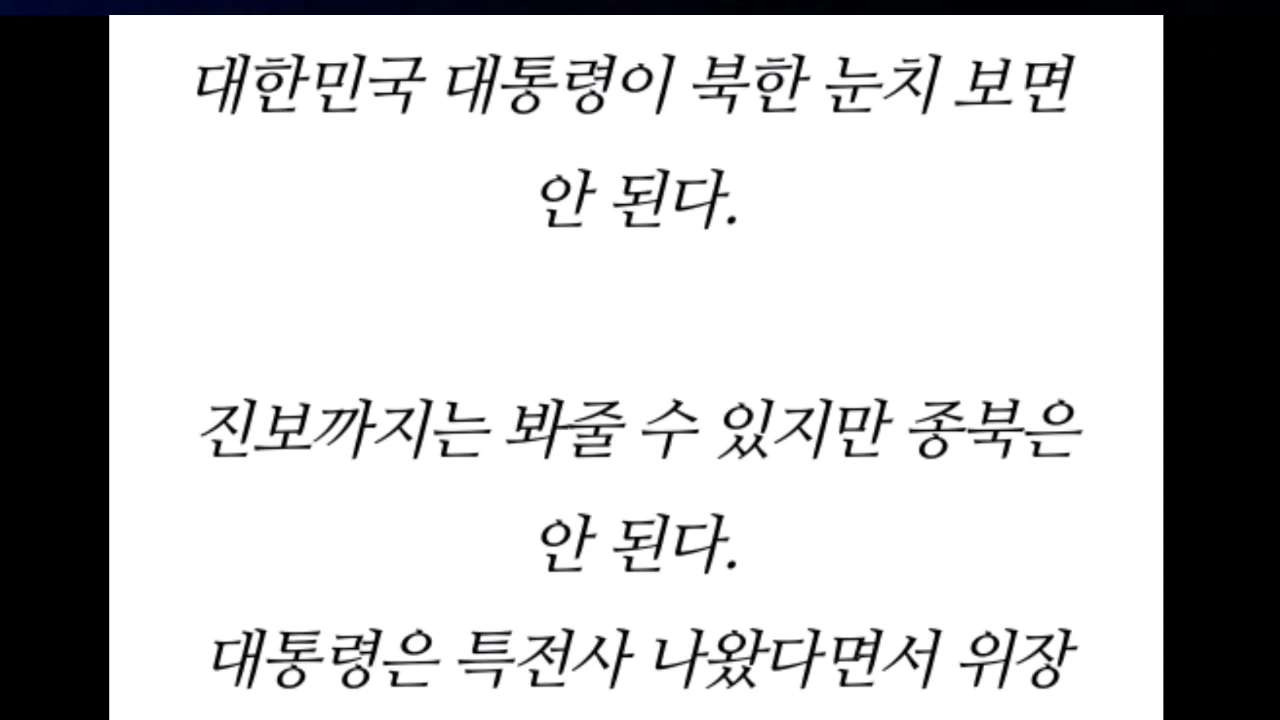 대한민국 대통령이 북한 눈치 보면
안 된다.
진보까지는 봐줄 수 있지만 종북은
안 된다.
대통령은 특전사 나왔다면서 위장